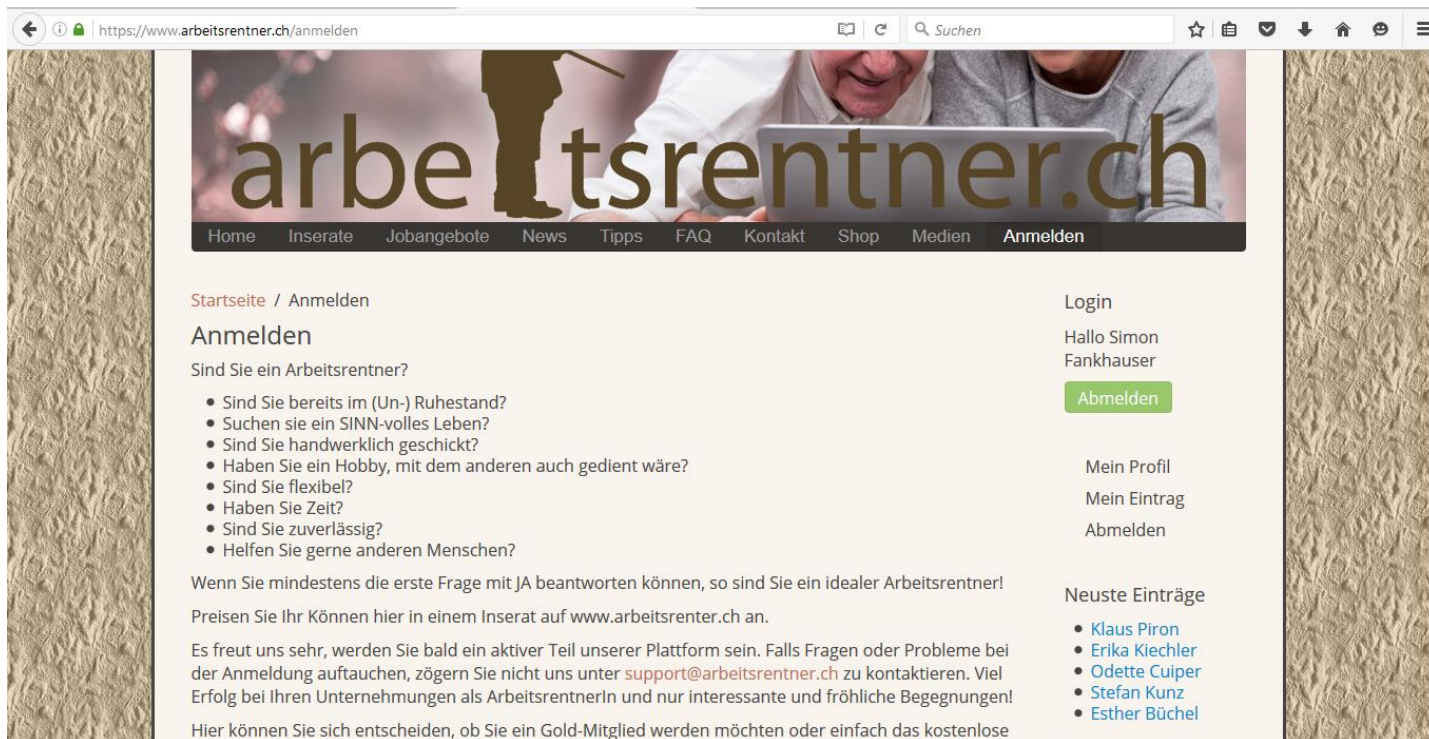 https://www.arbeitsrentner.ch/anmelden
Suchen
arbeitsrentner.ch
Home Inserate Jobangebote News Tipps FAQ Kontakt Shop Medien Anmelden
Startseite / Anmelden
Anmelden
Sind Sie ein Arbeitsrentner?
• Sind Sie bereits im (Un-) Ruhestand?
• Suchen sie ein SINN-volles Leben?
• Sind Sie handwerklich geschickt?
• Haben Sie ein Hobby, mit dem anderen auch gedient wäre?
• Sind Sie flexibel?
• Haben Sie Zeit?
• Sind Sie zuverlässig?
• Helfen Sie gerne anderen Menschen?
Wenn Sie mindestens die erste Frage mit JA beantworten können, so sind Sie ein idealer Arbeitsrentner!
Preisen Sie Ihr Können hier in einem Inserat auf www.arbeitsrenter.ch an.
Es freut uns sehr, werden Sie bald ein aktiver Teil unserer Plattform sein. Falls Fragen oder Probleme bei
der Anmeldung auftauchen, zögern Sie nicht uns unter support@arbeitsrentner.ch zu kontaktieren. Viel
Erfolg bei Ihren Unternehmungen als ArbeitsrentnerIn und nur interessante und fröhliche Begegnungen!
Hier können Sie sich entscheiden, ob Sie ein Gold-Mitglied werden möchten oder einfach das kostenlose
Login
Hallo Simon
Fankhauser
Abmelden
Mein Profil
Mein Eintrag
Abmelden
Neuste Einträge
• Klaus Piron
• Erika Kiechler
• Odette Cuiper
• Stefan Kunz
• Esther Büchel